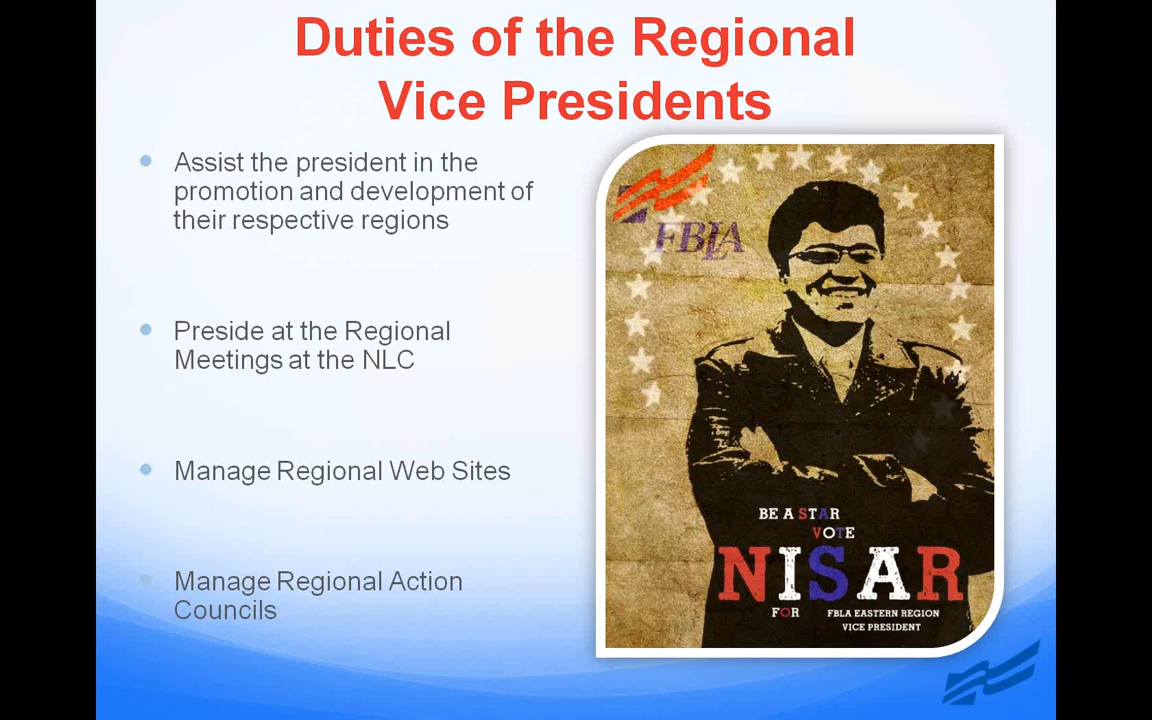 Duties of the Regional
Vice Presidents
Assist the president in the
promotion and development of
their respective regions
Preside at the Regional
Meetings at the NLC
Manage Regional Web Sites
Manage Regional Action
Councils
FBLA
BE A STAR
VOTE
NISAR
FOR FBLA EASTERN REGION
VICE PRESIDENT